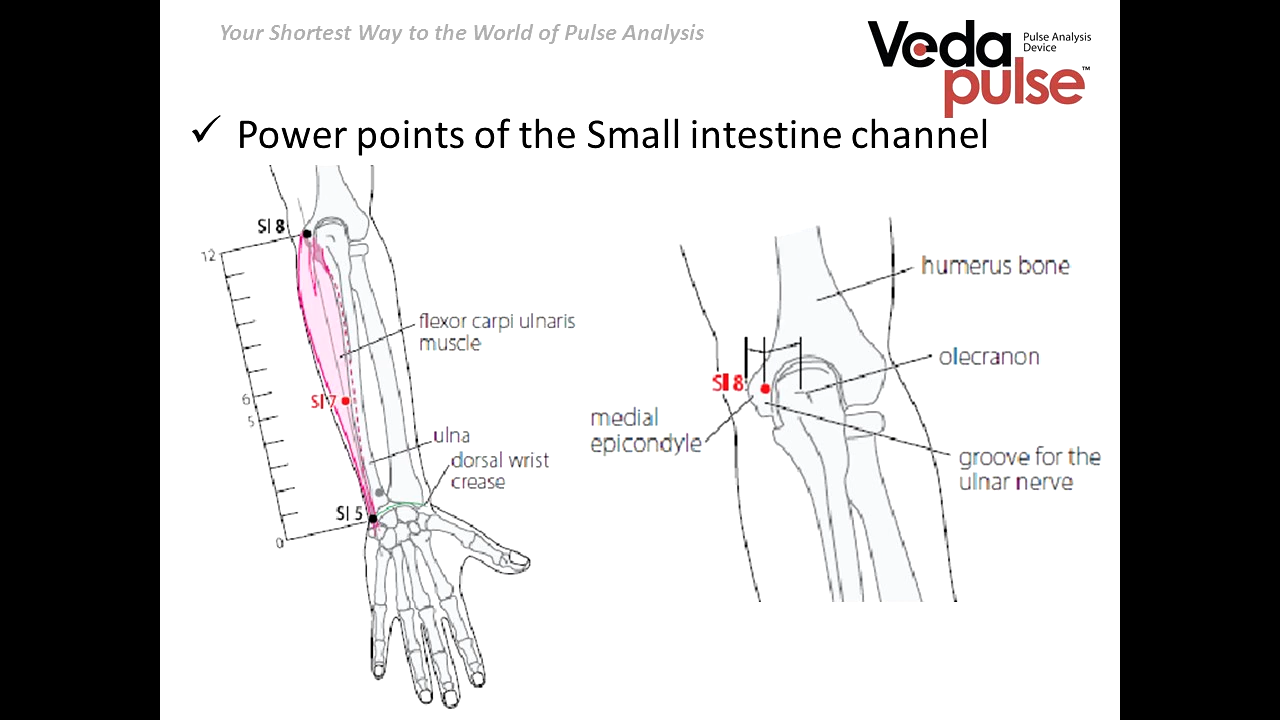 Your Shortest Way to the World of Pulse Analysis
Veda
pulse™
Pulse Analysis
Device
✓ Power points of the Small intestine channel
SI 8
12
flexor carpi ulnaris
muscle
6
SI 7
5
ulna
dorsal wrist
crease
SI 5
0
humerus bone
olecranon
SI 8
medial
epicondyle
groove for the
ulnar nerve